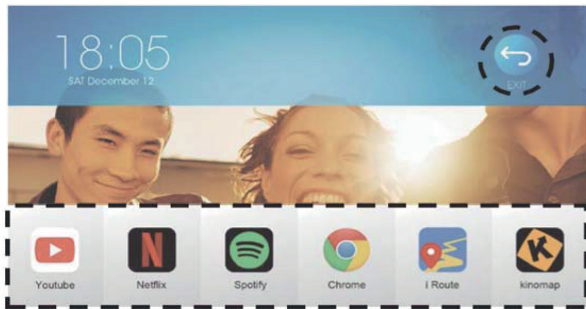 18:05
SAT December 12
EXIT
Youtube
Netflix
Spotify
Chrome
i Route
kinomap